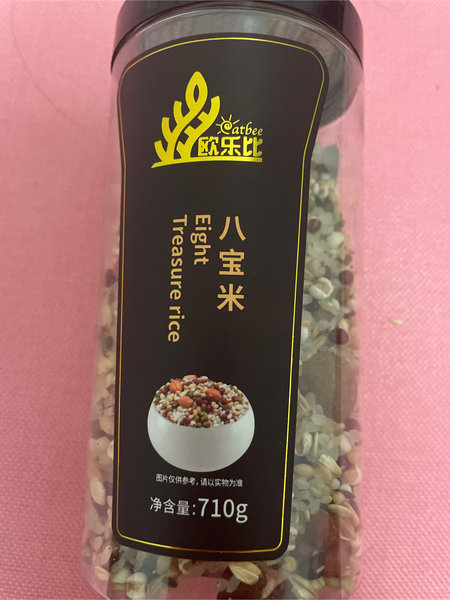 Oatbee
欧乐比
八宝米
Eight
Treasure rice
图片仅供参考，请以实物为准
净含量:710g